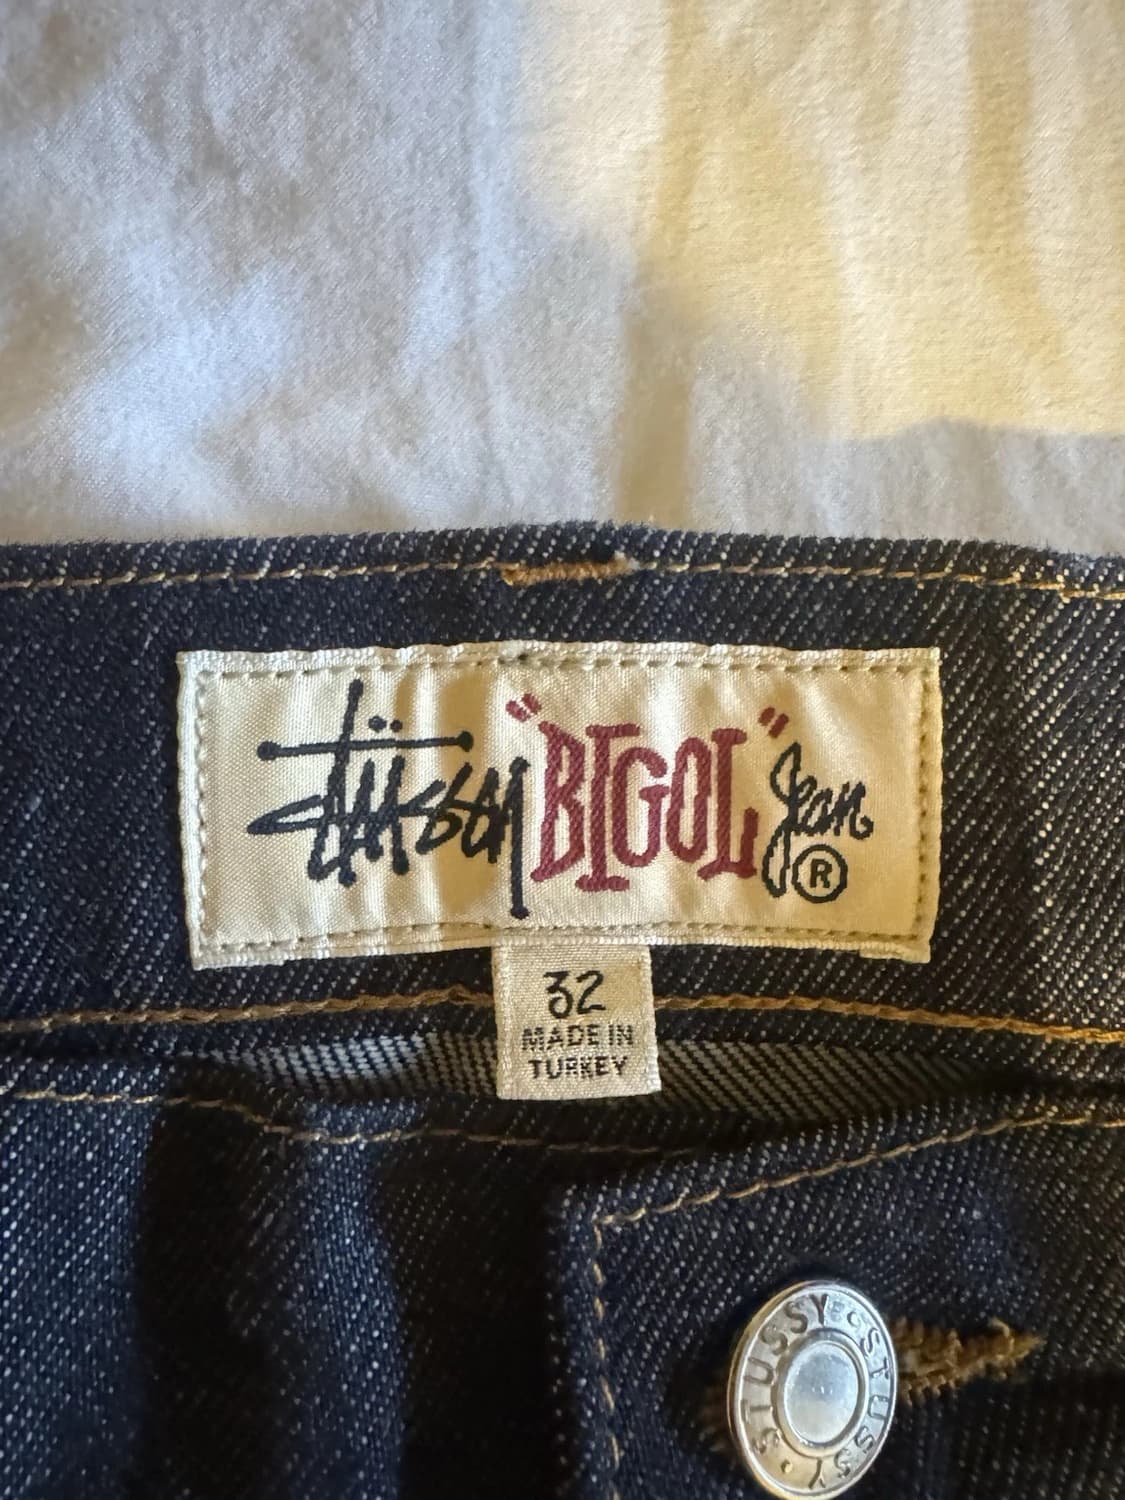 Stüssy "BIGOL" Jean ®
32
MADE IN
TURKEY
STUSSY · STUSSY ·